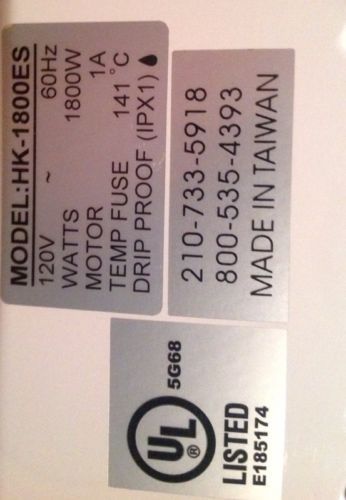 MODEL:HK-1800ES
120V ~ 60Hz
WATTS 1800W
MOTOR 1A
TEMP FUSE 141°C
DRIP PROOF (IPX1)
210-733-5918
800-535-4393
MADE IN TAIWAN
UL ®
5G68
LISTED
E185174